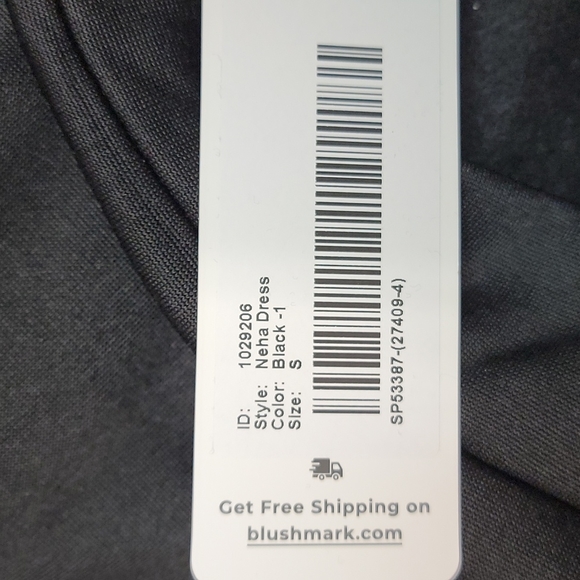 ID: 1029206
Style: Neha Dress
Color: Black -1
Size: S
SP53387-(27409-4)
Get Free Shipping on
blushmark.com